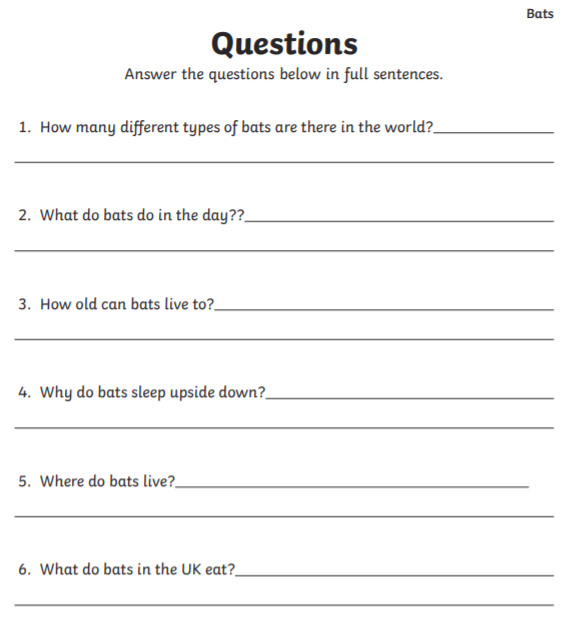 Bats
Questions
Answer the questions below in full sentences.
1. How many different types of bats are there in the world?
2. What do bats do in the day??
3. How old can bats live to?
4. Why do bats sleep upside down?
5. Where do bats live?
6. What do bats in the UK eat?